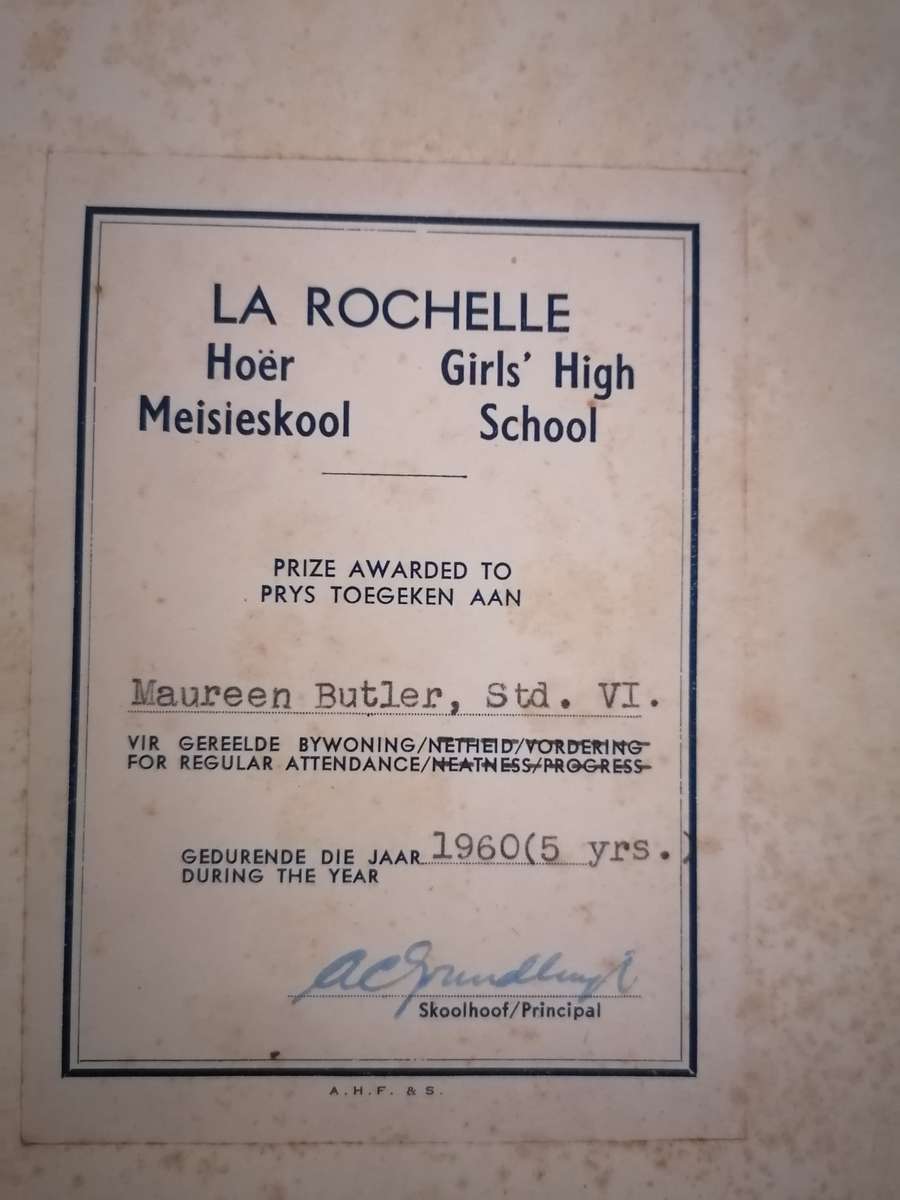 LA ROCHELLE
Hoër Girls' High
Meisieskool School
PRIZE AWARDED TO
PRYS TOEGEKEN AAN
Maureen Butler, Std. VI.
VIR GEREELDE BYWONING/NETHEID/VORDERING
FOR REGULAR ATTENDANCE/NEATNESS/PROGRESS
GEDURENDE DIE JAAR 1960(5 yrs.)
DURING THE YEAR
Skoolhoof/Principal
A.H.F. & S.